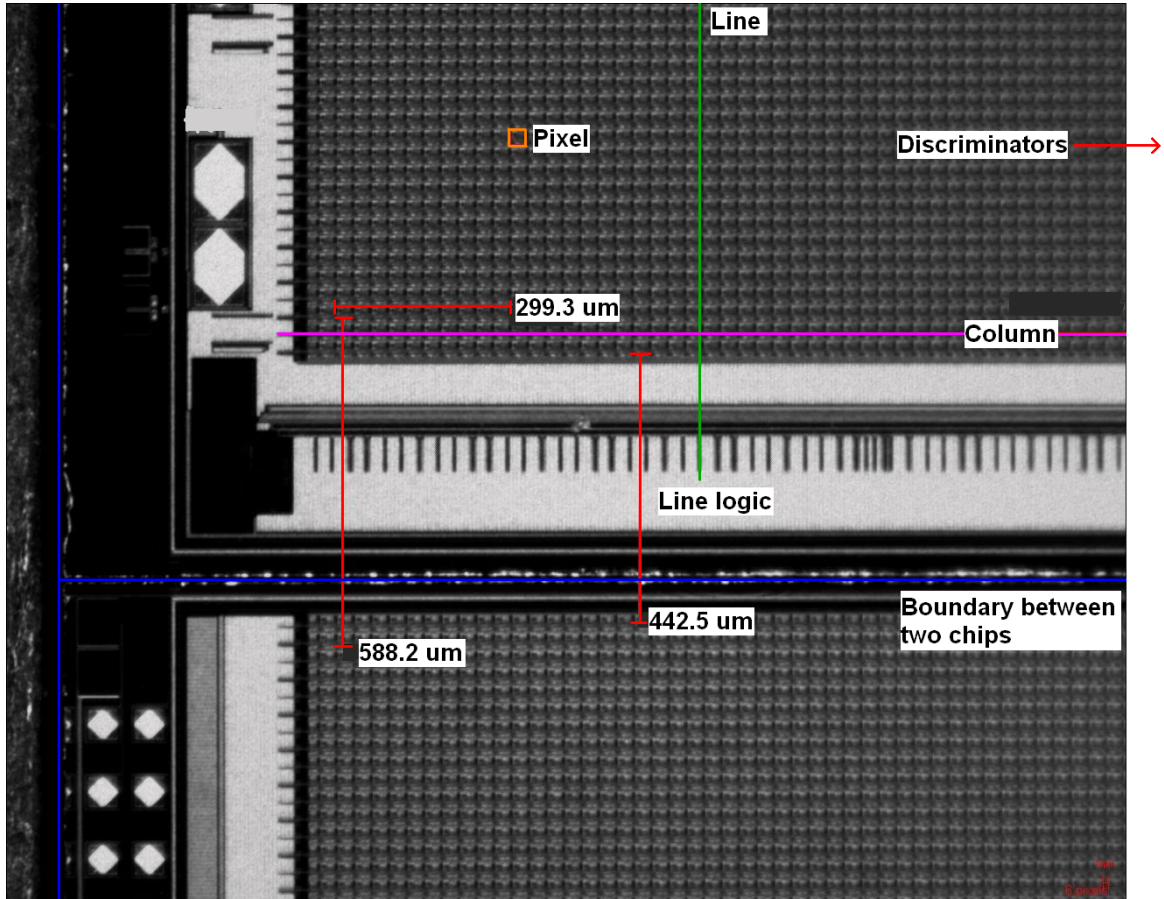 Line
Pixel
Discriminators
299.3 um
Column
Line logic
Boundary between
two chips
442.5 um
588.2 um